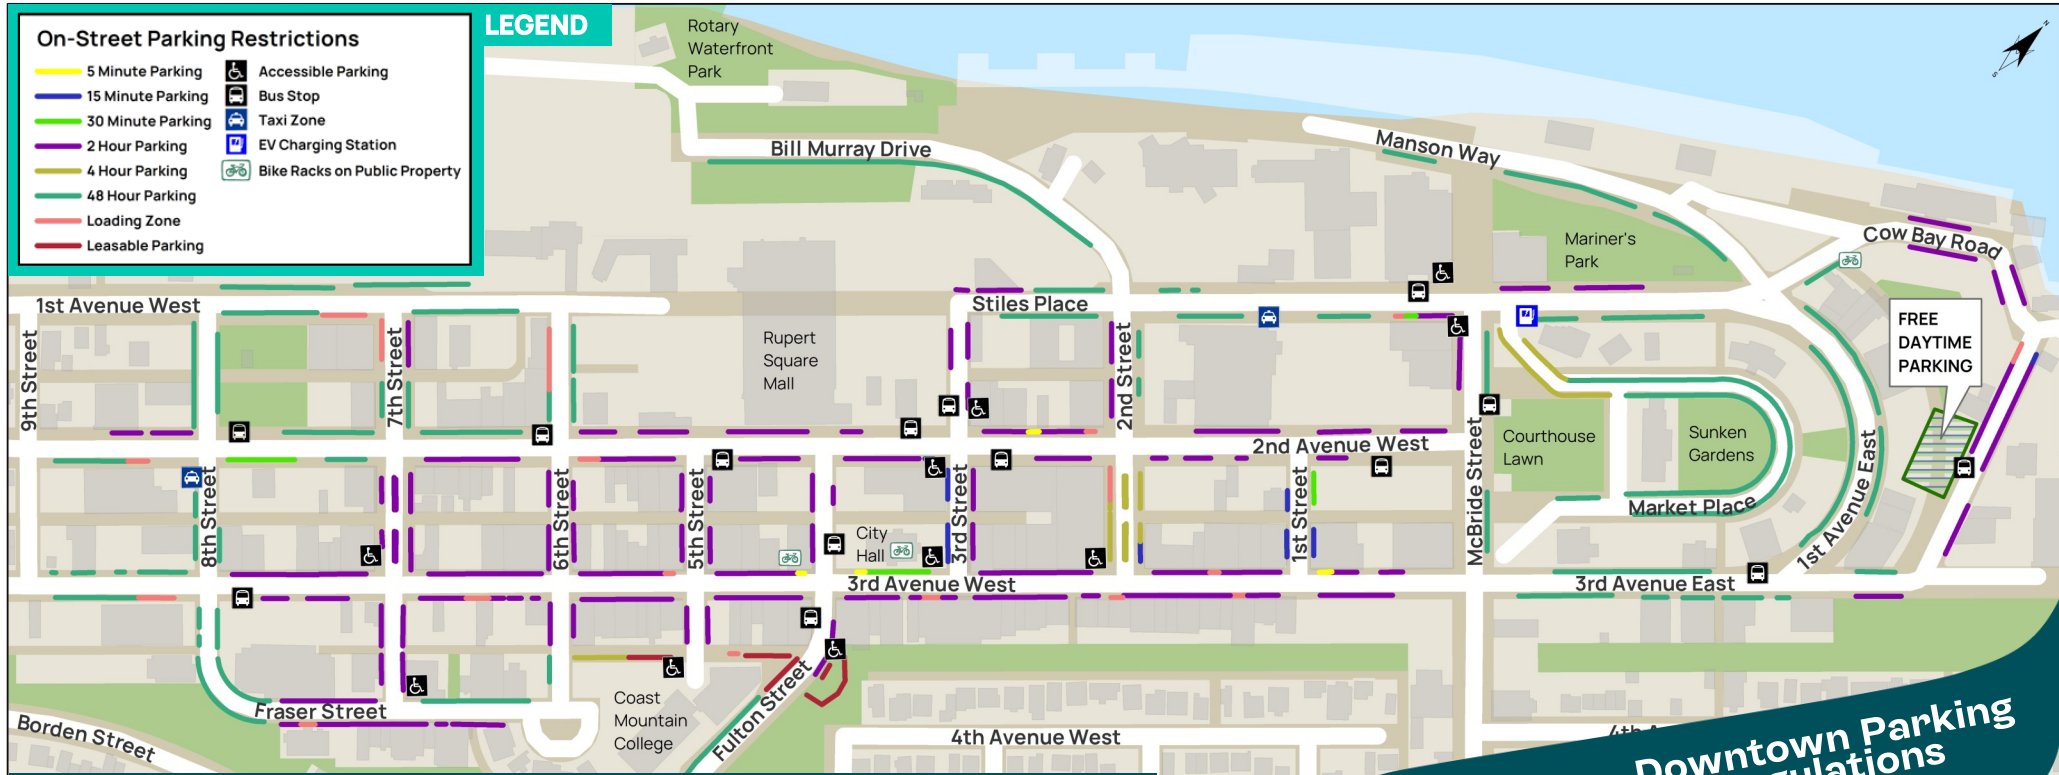 LEGEND
On-Street Parking Restrictions
5 Minute Parking
15 Minute Parking
30 Minute Parking
2 Hour Parking
4 Hour Parking
48 Hour Parking
Loading Zone
Leasable Parking
Accessible Parking
Bus Stop
Taxi Zone
EV Charging Station
Bike Racks on Public Property
Rotary
Waterfront
Park
N
S
Bill Murray Drive
Manson Way
Mariner's
Park
Cow Bay Road
1st Avenue West
Stiles Place
FREE
DAYTIME
PARKING
9th Street
7th Street
Rupert
Square
Mall
2nd Street
2nd Avenue West
Courthouse
Lawn
Sunken
Gardens
8th Street
6th Street
5th Street
3rd Street
1st Street
McBride Street
Market Place
1st Avenue East
City
Hall
3rd Avenue West
3rd Avenue East
Fraser Street
Coast
Mountain
College
Fulton Street
Borden Street
4th Avenue West
4th
Downtown Parking
gulations